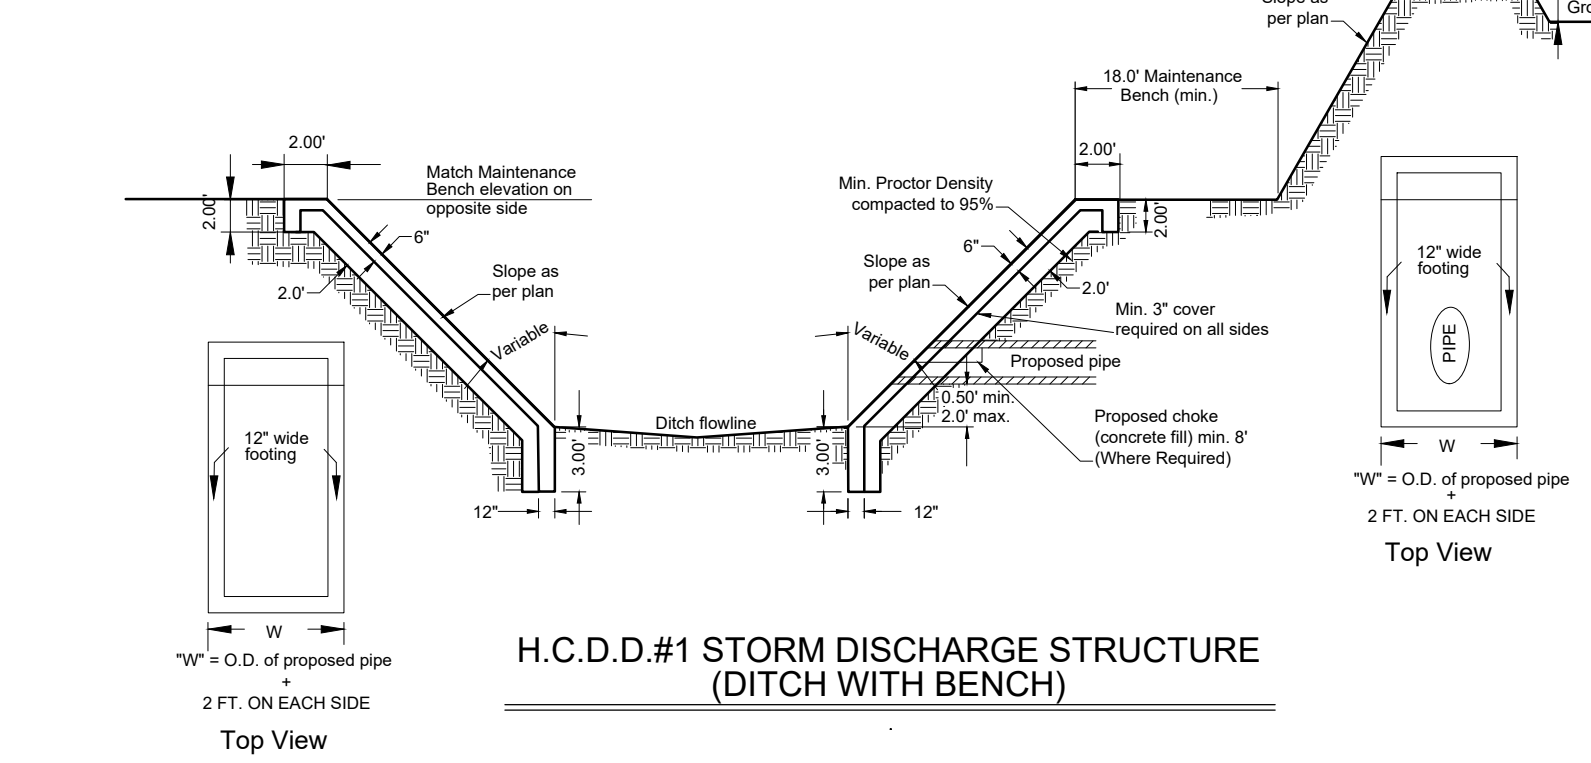 Slope as
per plan
Gro
18.0' Maintenance
Bench (min.)
2.00'
2.00'
Match Maintenance
Bench elevation on
opposite side
6"
2.0'
Slope as
per plan
Variable
2.00'
2.00'
Min. Proctor Density
compacted to 95%
6"
Slope as
per plan
2.0'
Min. 3" cover
required on all sides
Variable
Proposed pipe
0.50' min.
2.0' max.
Proposed choke
(concrete fill) min. 8'
(Where Required)
Ditch flowline
3.00'
3.00'
12"
12"
12" wide
footing
W
"W" = O.D. of proposed pipe
+
2 FT. ON EACH SIDE
Top View
12" wide
footing
PIPE
W
"W" = O.D. of proposed pipe
+
2 FT. ON EACH SIDE
Top View
H.C.D.D.#1 STORM DISCHARGE STRUCTURE
(DITCH WITH BENCH)
.